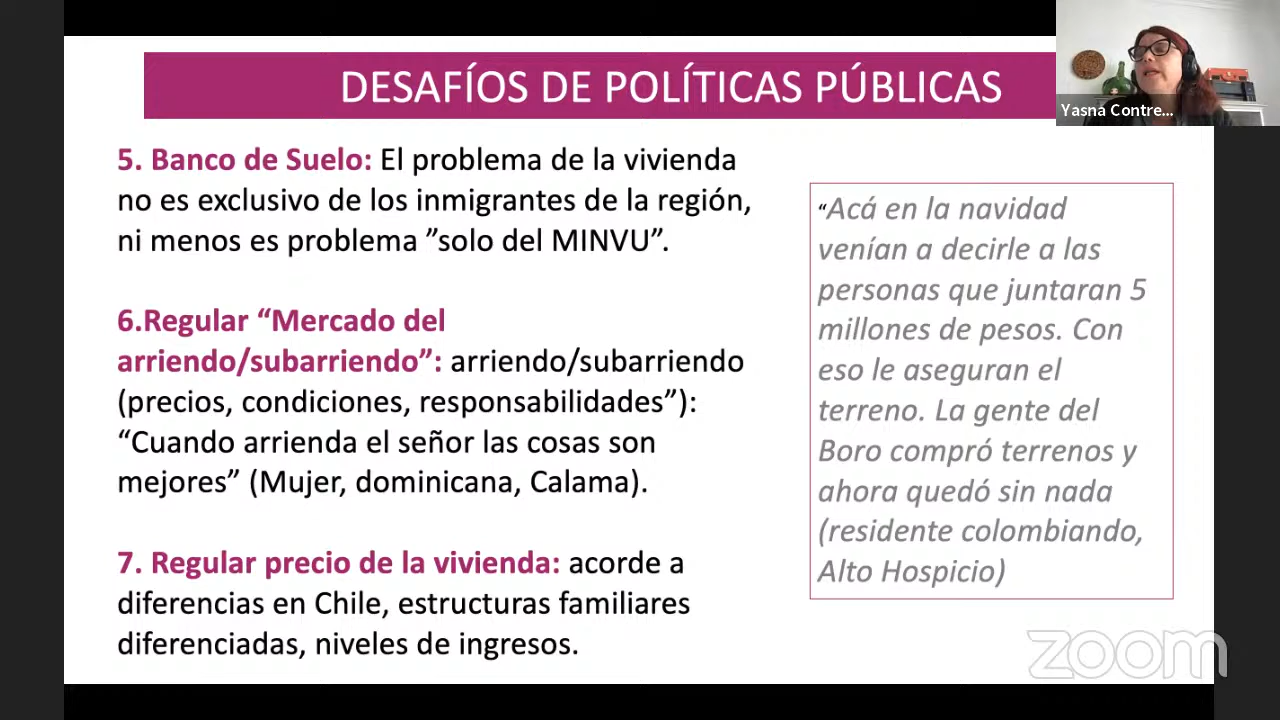 DESAFÍOS DE POLÍTICAS PÚBLICAS
Yasna Contre...
5. Banco de Suelo: El problema de la vivienda
no es exclusivo de los inmigrantes de la región,
ni menos es problema ”solo del MINVU”.
6.Regular “Mercado del
arriendo/subarriendo”: arriendo/subarriendo
(precios, condiciones, responsabilidades”):
“Cuando arrienda el señor las cosas son
mejores” (Mujer, dominicana, Calama).
7. Regular precio de la vivienda: acorde a
diferencias en Chile, estructuras familiares
diferenciadas, niveles de ingresos.
“Acá en la navidad
venían a decirle a las
personas que juntaran 5
millones de pesos. Con
eso le aseguran el
terreno. La gente del
Boro compró terrenos y
ahora quedó sin nada
(residente colombiando,
Alto Hospicio)
zoom